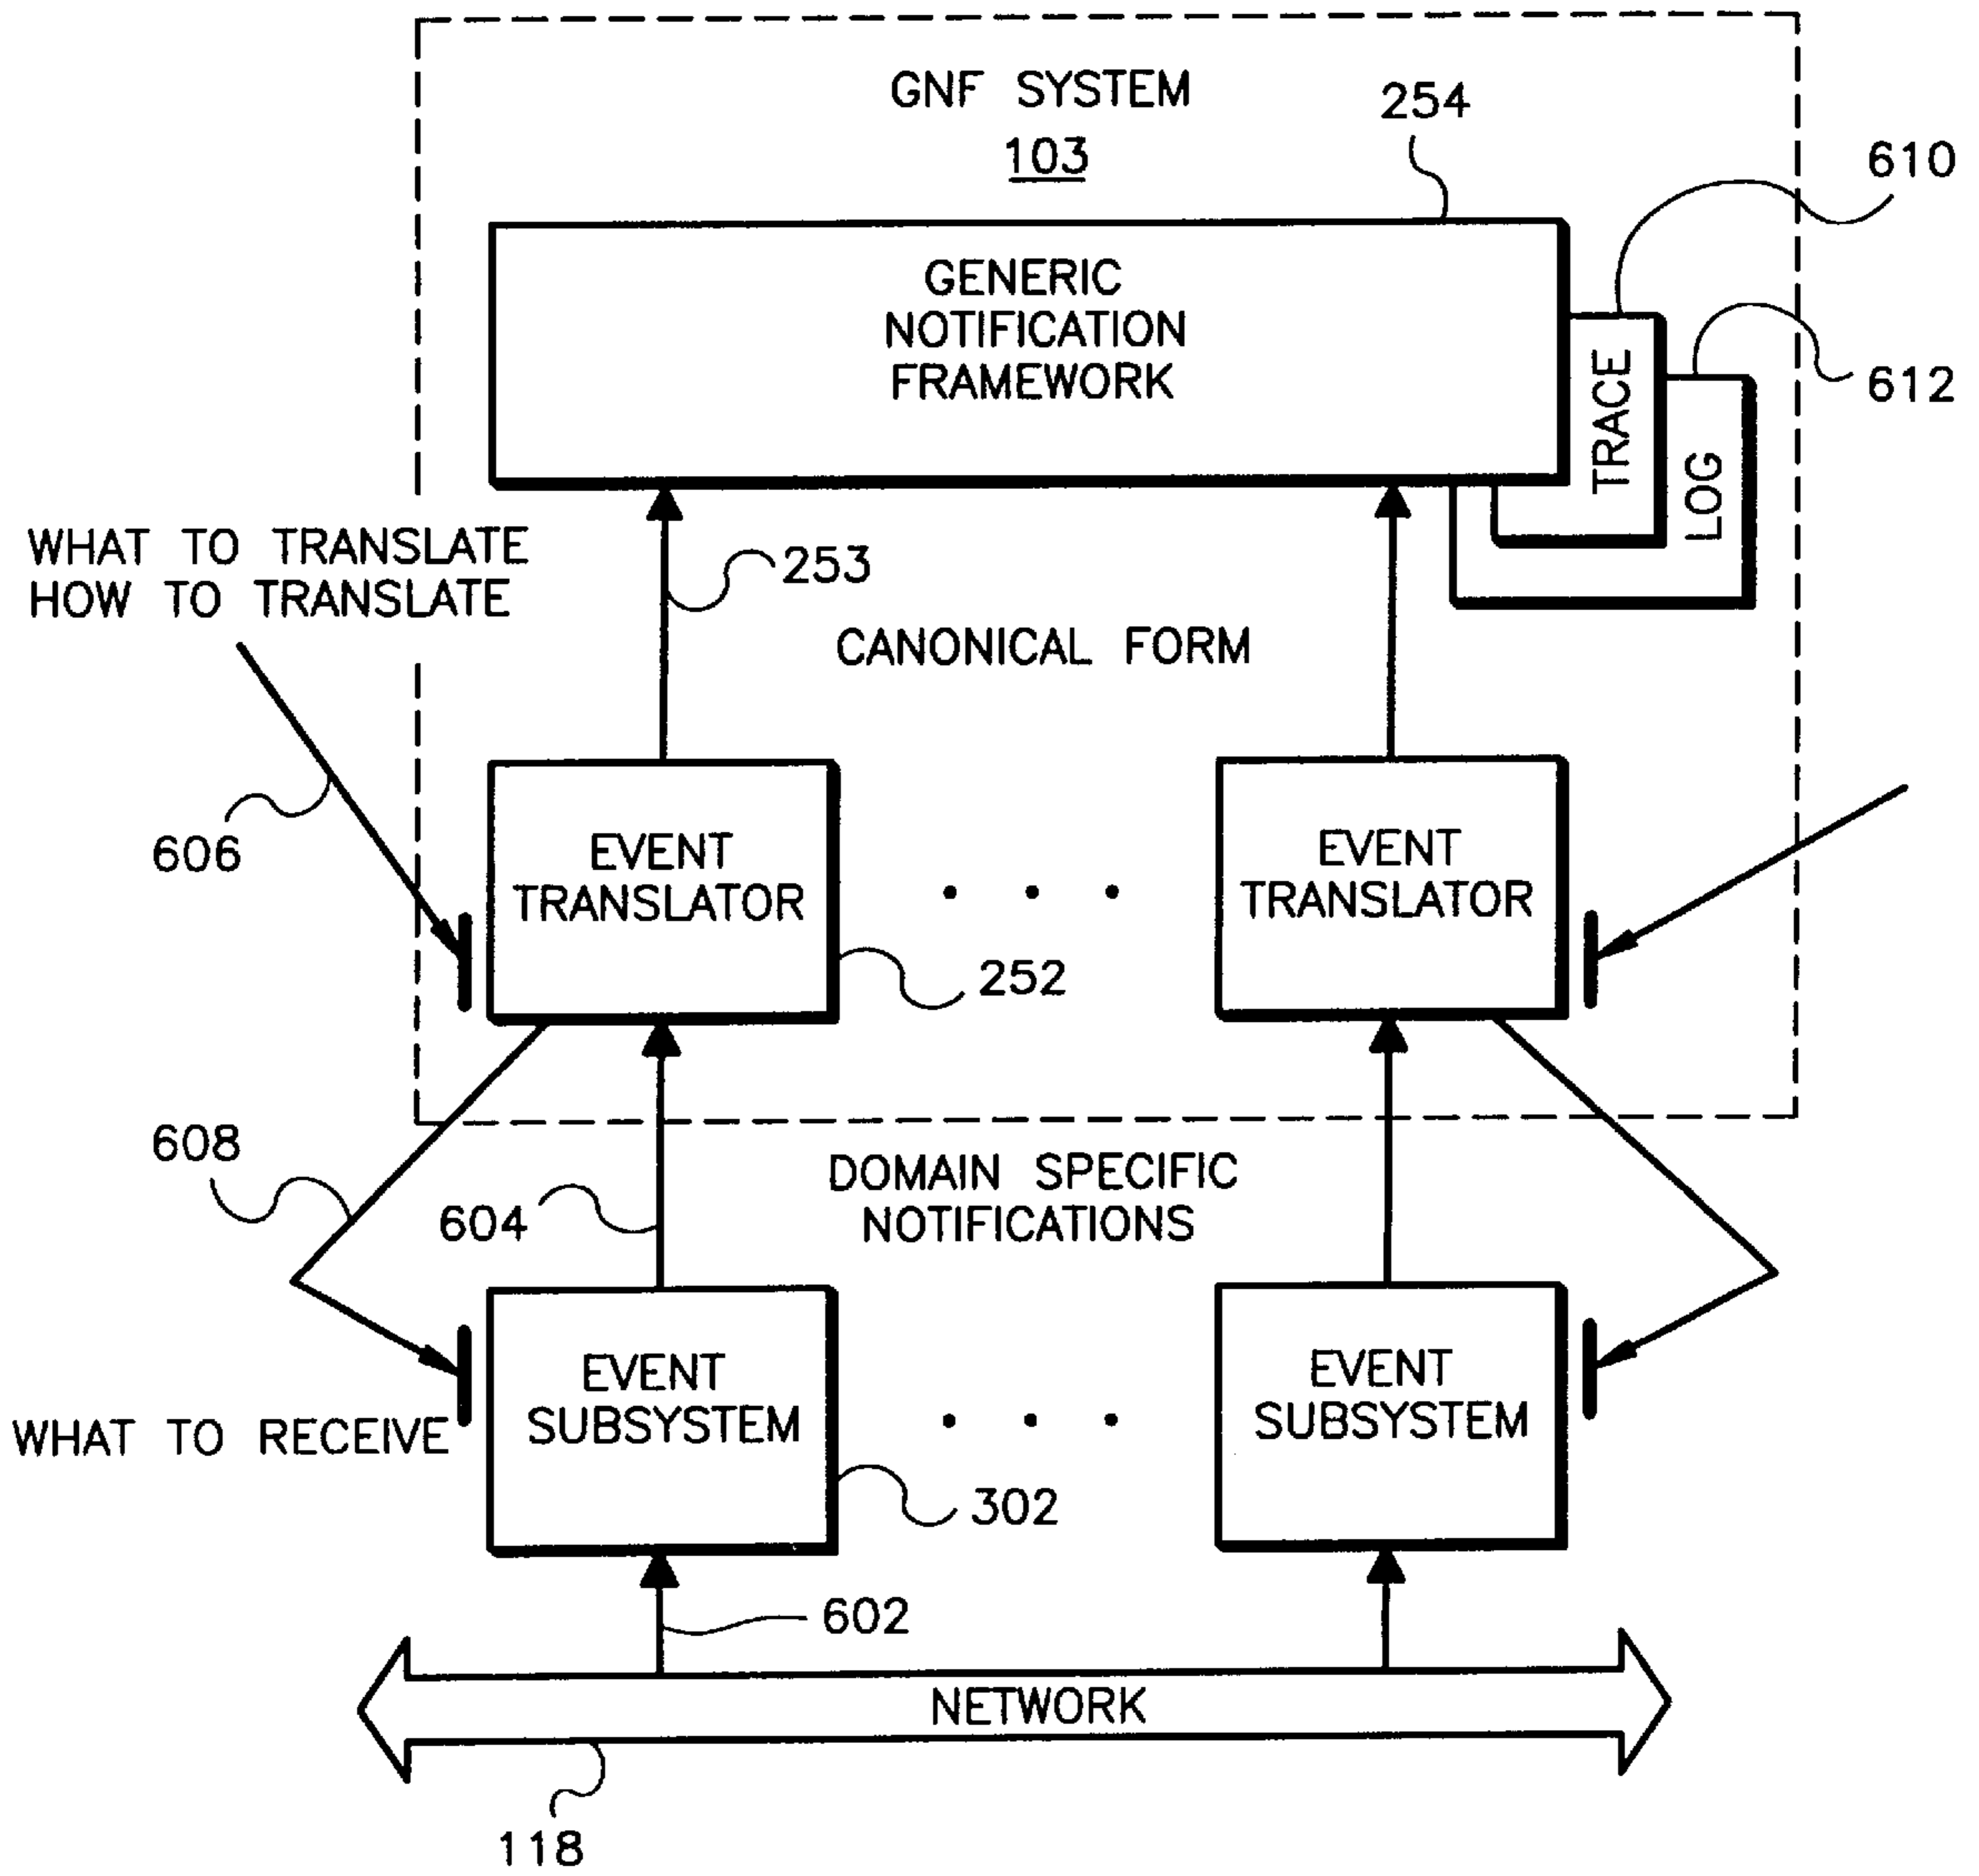 GNF SYSTEM
103
254
610
GENERIC
NOTIFICATION
FRAMEWORK
TRACE
LOG
612
WHAT TO TRANSLATE
HOW TO TRANSLATE
253
CANONICAL FORM
606
EVENT
TRANSLATOR
EVENT
TRANSLATOR
252
608
604
DOMAIN SPECIFIC
NOTIFICATIONS
EVENT
SUBSYSTEM
EVENT
SUBSYSTEM
WHAT TO RECEIVE
302
602
NETWORK
118